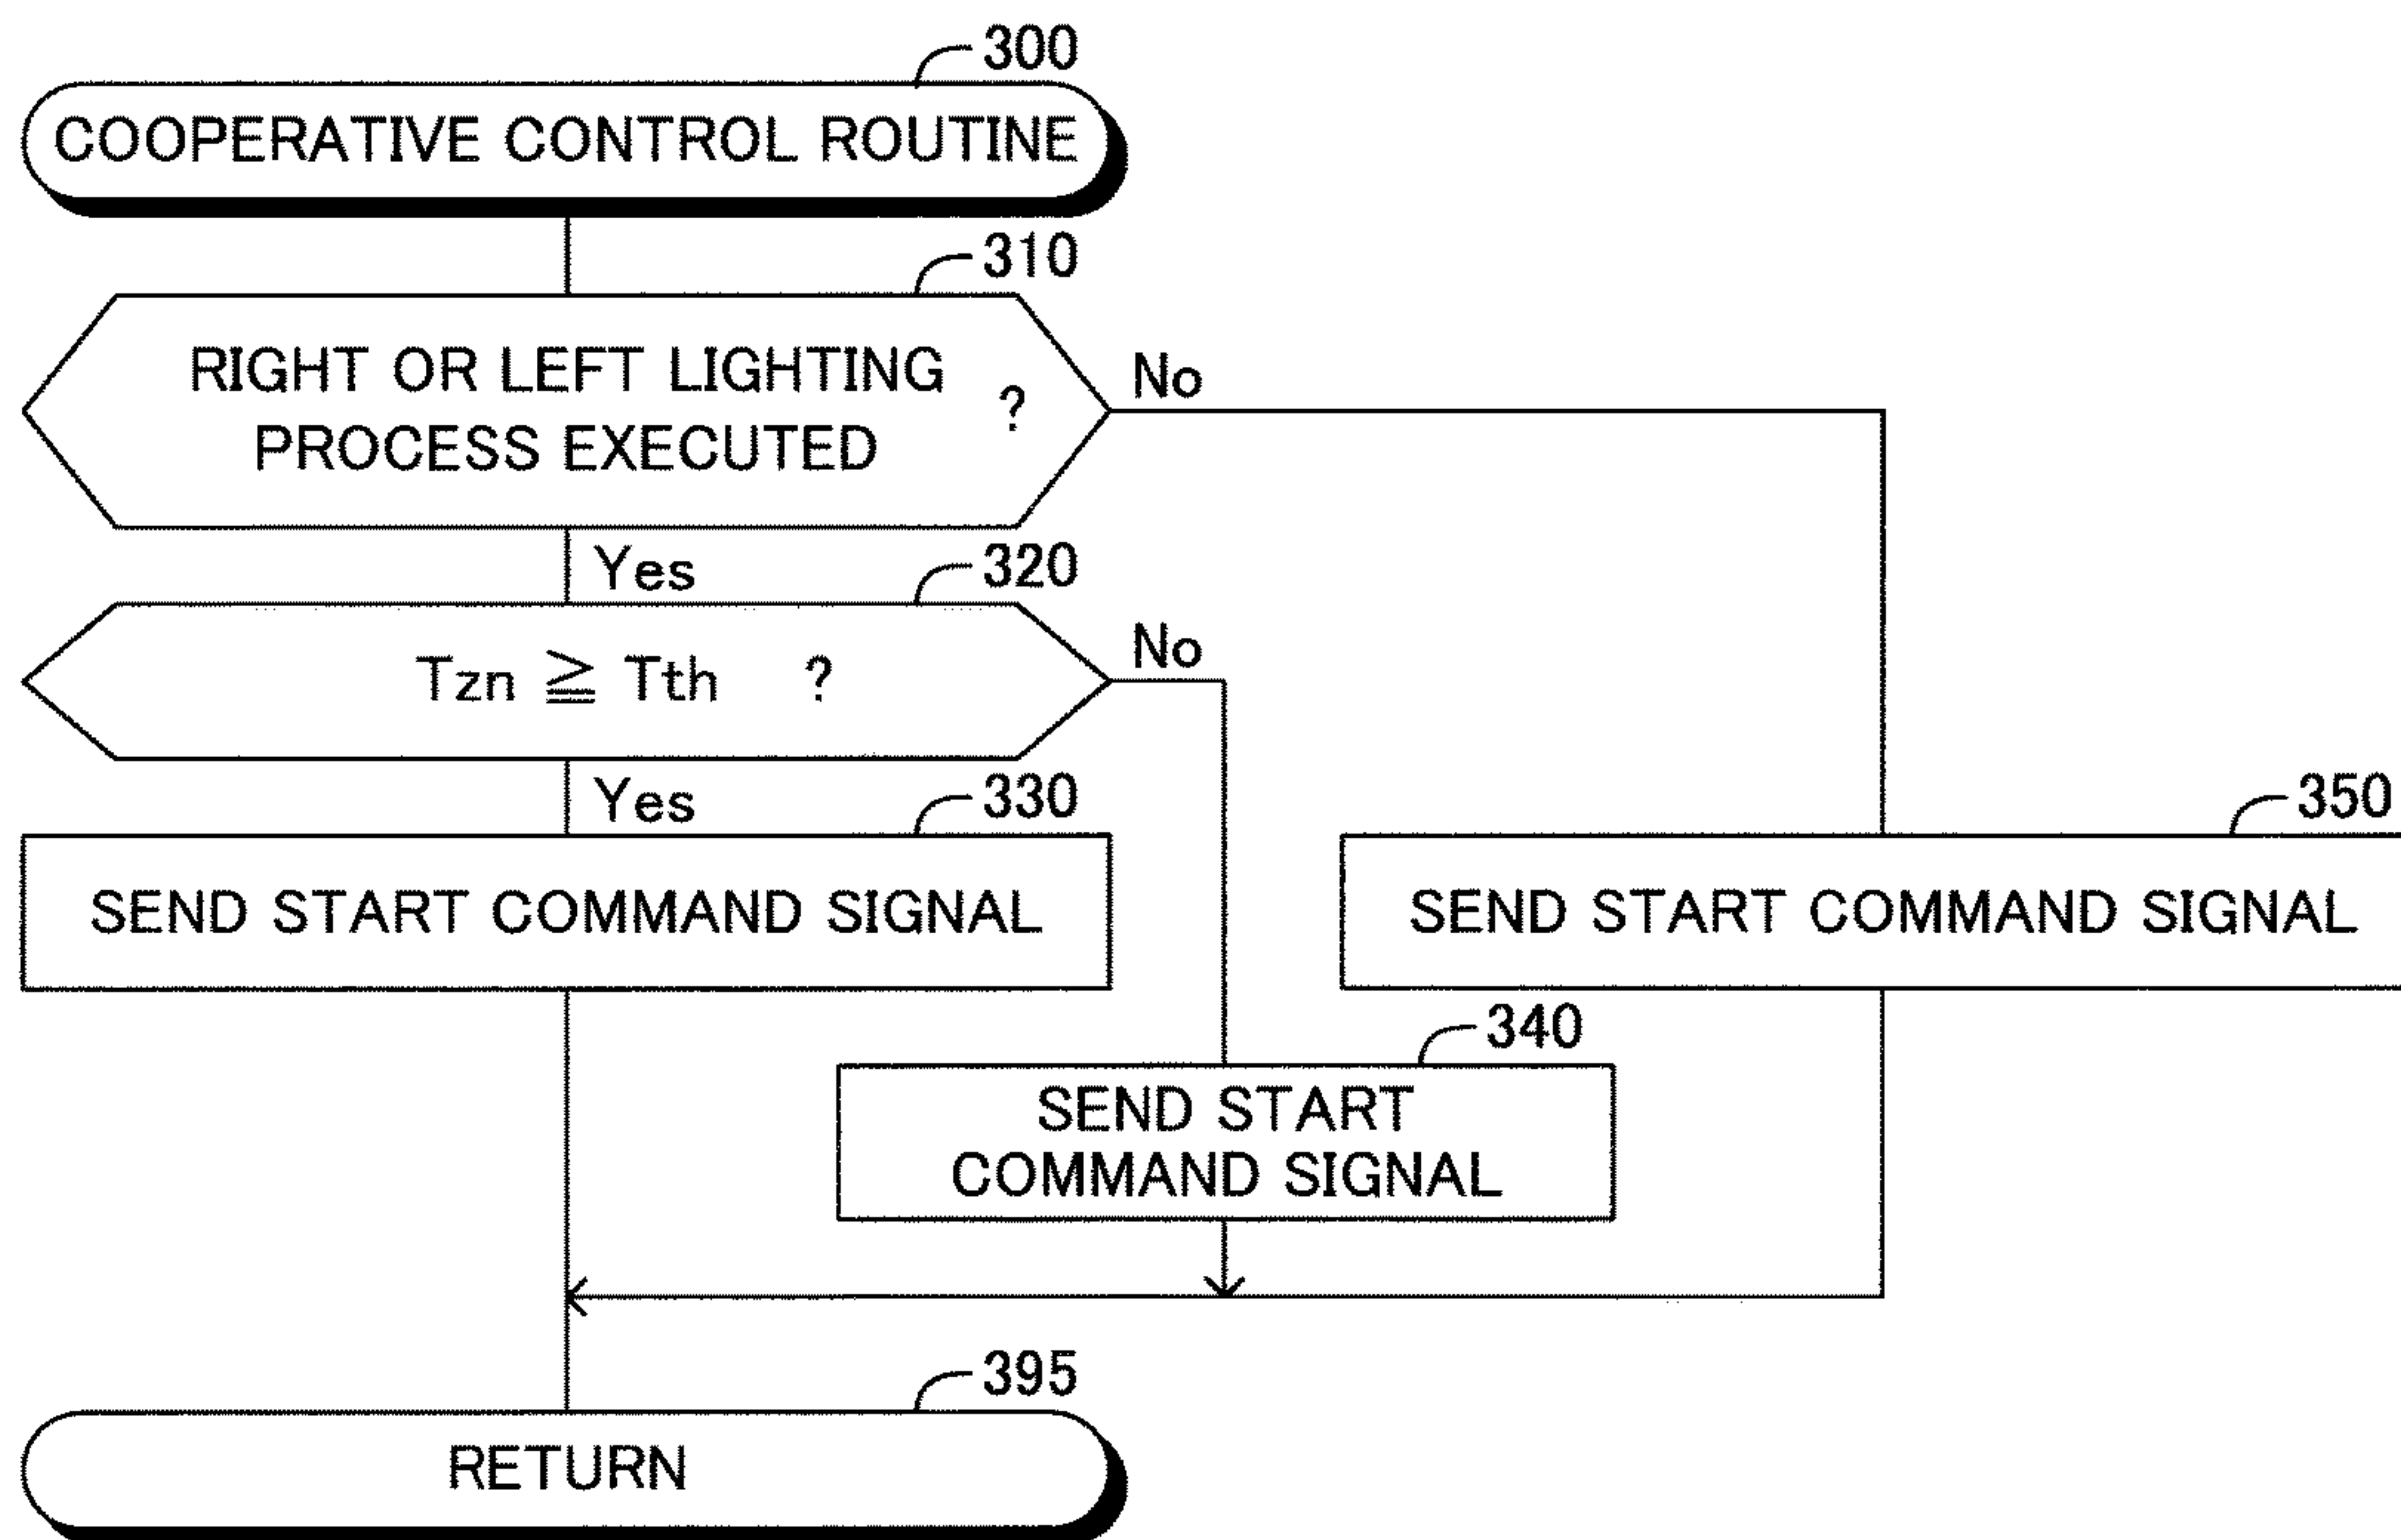 300
COOPERATIVE CONTROL ROUTINE
310
RIGHT OR LEFT LIGHTING
PROCESS EXECUTED
?
No
Yes
320
Tzn ≧ Tth ?
No
Yes
330
SEND START COMMAND SIGNAL
350
SEND START COMMAND SIGNAL
340
SEND START
COMMAND SIGNAL
395
RETURN